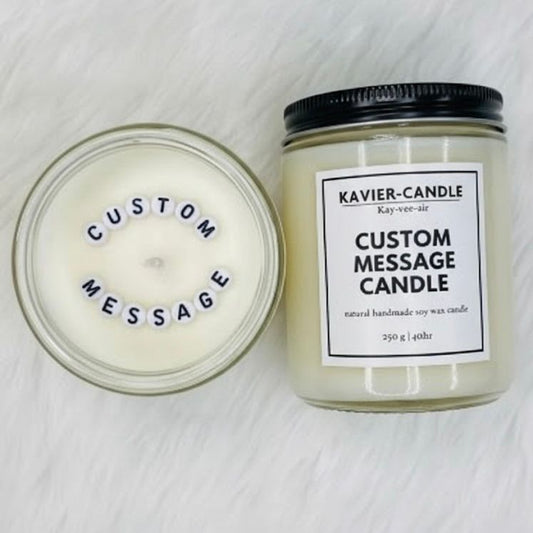 CUSTOM
MESSAGE
KAVIER-CANDLE
Kay-vee-air
CUSTOM
MESSAGE
CANDLE
natural handmade soy wax candle
250 g | 40hr